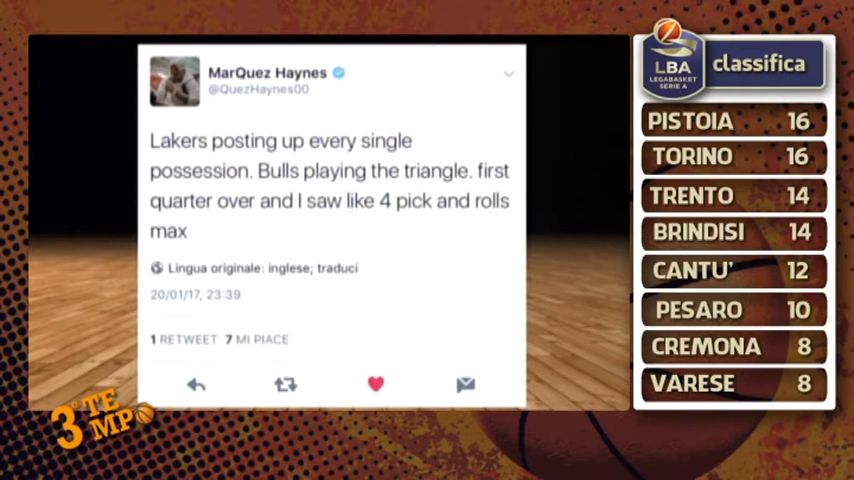 MarQuez Haynes
@QuezHaynes00
Lakers posting up every single
possession. Bulls playing the triangle. first
quarter over and I saw like 4 pick and rolls
max
Lingua originale: inglese; traduci
20/01/17, 23:39
1 RETWEET 7 MI PIACE
3° TE
MPO
LBA
LEGABASKET
SERIE A
classifica
PISTOIA 16
TORINO 16
TRENTO 14
BRINDISI 14
CANTU' 12
PESARO 10
CREMONA 8
VARESE 8